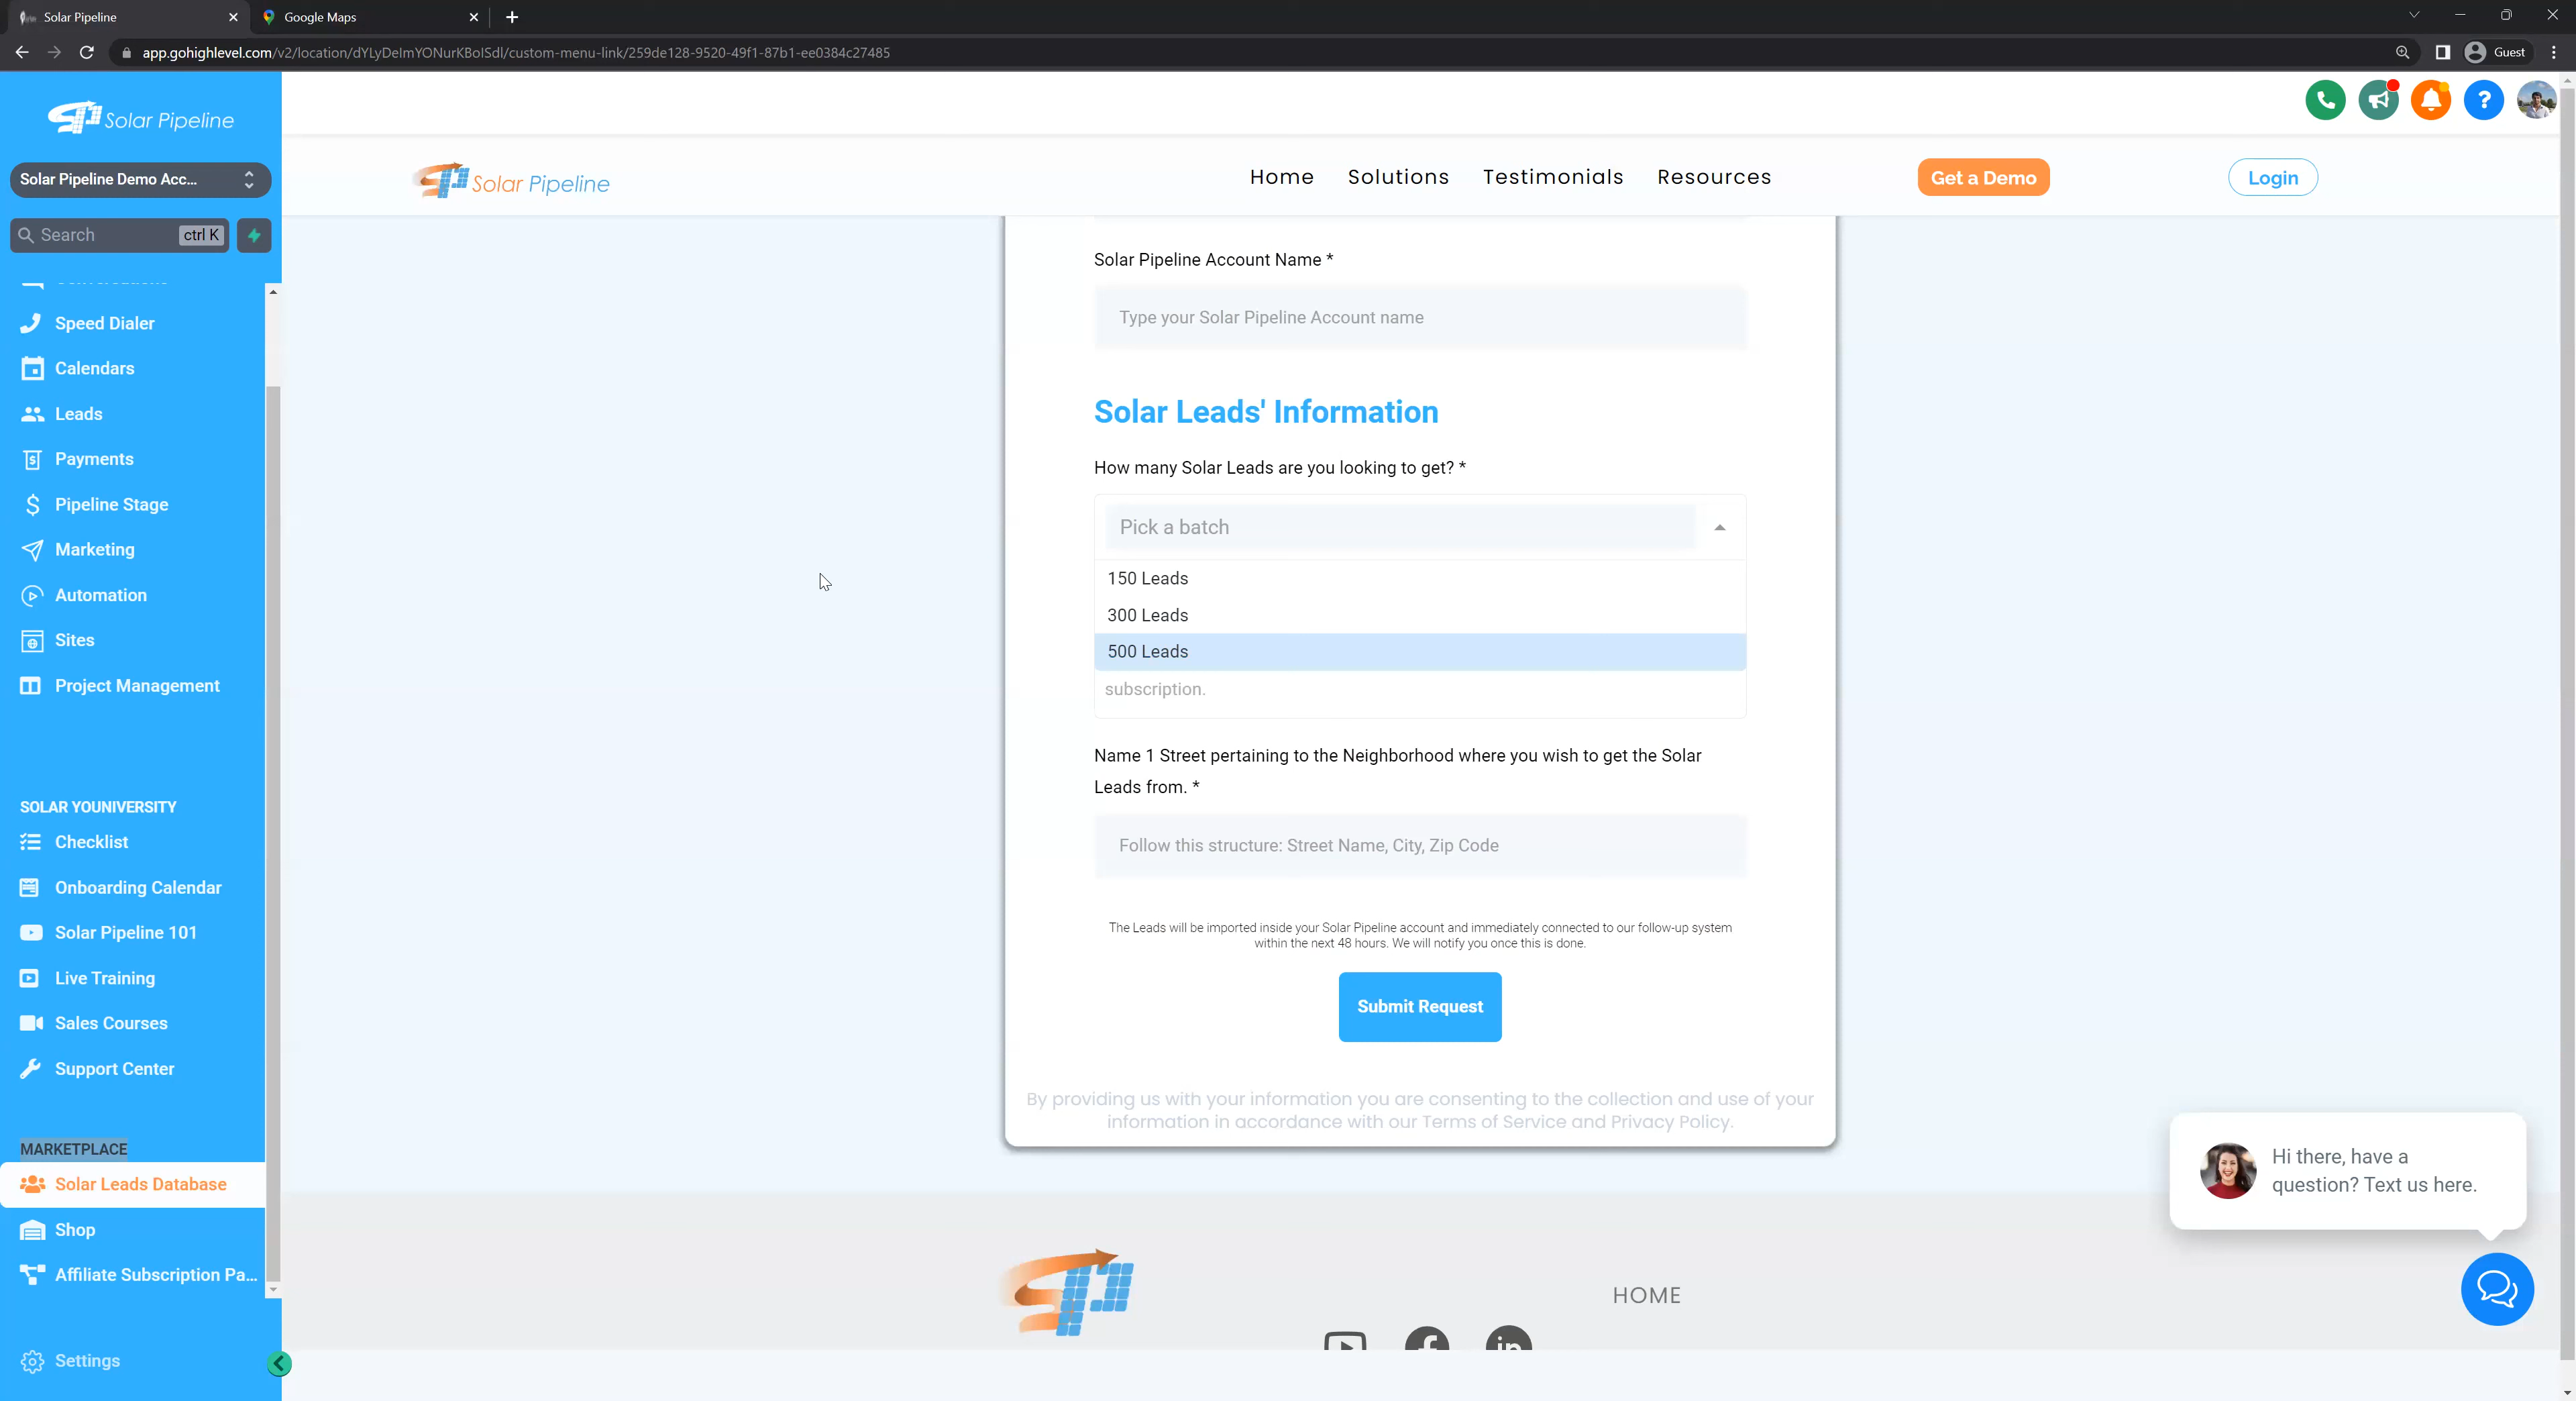 Solar Pipeline
Google Maps
app.gohighlevel.com/v2/location/dYLyDeImYONurKBoISdl/custom-menu-link/259de128-9520-49f1-87b1-ee0384c27485
Guest
Solar Pipeline
Solar Pipeline Demo Acc...
Search
ctrl K
Speed Dialer
Calendars
Leads
Payments
Pipeline Stage
Marketing
Automation
Sites
Project Management
SOLAR YOUNIVERSITY
Checklist
Onboarding Calendar
Solar Pipeline 101
Live Training
Sales Courses
Support Center
MARKETPLACE
Solar Leads Database
Shop
Affiliate Subscription Pa...
Settings
Solar Pipeline
Home
Solutions
Testimonials
Resources
Get a Demo
Login
Solar Pipeline Account Name *
Type your Solar Pipeline Account name
Solar Leads' Information
How many Solar Leads are you looking to get? *
Pick a batch
150 Leads
300 Leads
500 Leads
subscription.
Name 1 Street pertaining to the Neighborhood where you wish to get the Solar
Leads from. *
Follow this structure: Street Name, City, Zip Code
The Leads will be imported inside your Solar Pipeline account and immediately connected to our follow-up system
within the next 48 hours. We will notify you once this is done.
Submit Request
By providing us with your information you are consenting to the collection and use of your
information in accordance with our Terms of Service and Privacy Policy.
Hi there, have a
question? Text us here.
HOME